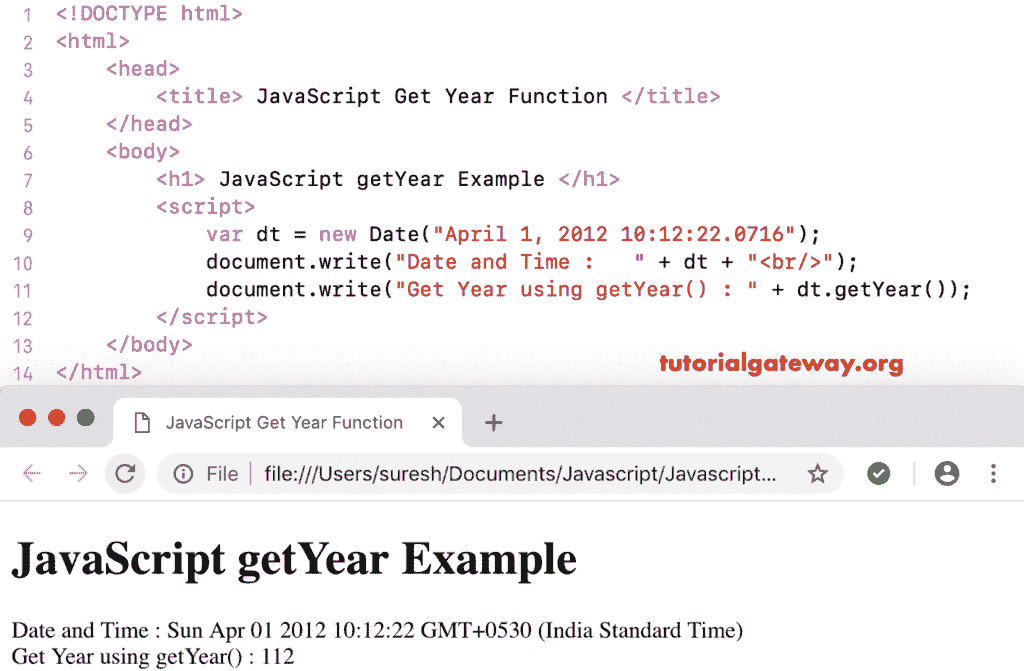 1 <!DOCTYPE html>
2 <html>
3 <head>
4 <title> JavaScript Get Year Function </title>
5 </head>
6 <body>
7 <h1> JavaScript getYear Example </h1>
8 <script>
9 var dt = new Date("April 1, 2012 10:12:22.0716");
10 document.write("Date and Time :   " + dt + "<br/>");
11 document.write("Get Year using getYear() : " + dt.getYear());
12 </script>
13 </body>
tutorialgateway.org
14 </html>
JavaScript Get Year Function
File file:///Users/suresh/Documents/Javascript/Javascript...
JavaScript getYear Example
Date and Time : Sun Apr 01 2012 10:12:22 GMT+0530 (India Standard Time)
Get Year using getYear() : 112